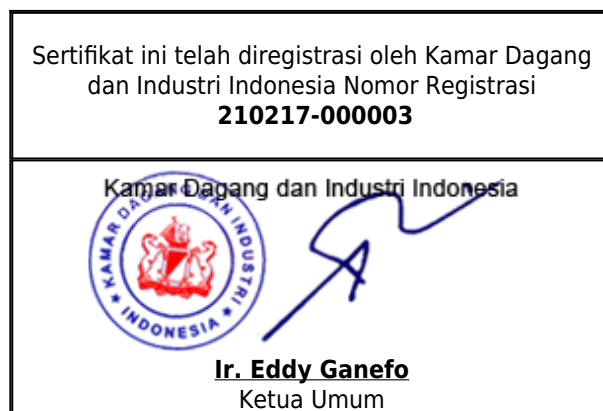 Sertifikat ini telah diregistrasi oleh Kamar Dagang
dan Industri Indonesia Nomor Registrasi
210217-000003
Kamar Dagang dan Industri Indonesia
KAMAR DAGANG DAN INDUSTRI
INDONESIA
Ir. Eddy Ganefo
Ketua Umum